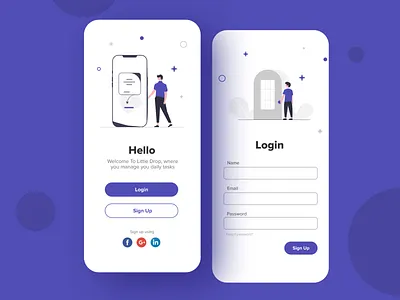 Hello
Welcome To Little Drop, where
you manage you daily tasks
Login
Sign Up
Sign up using
f
G+
in
Login
Name
Email
Password
Sign Up